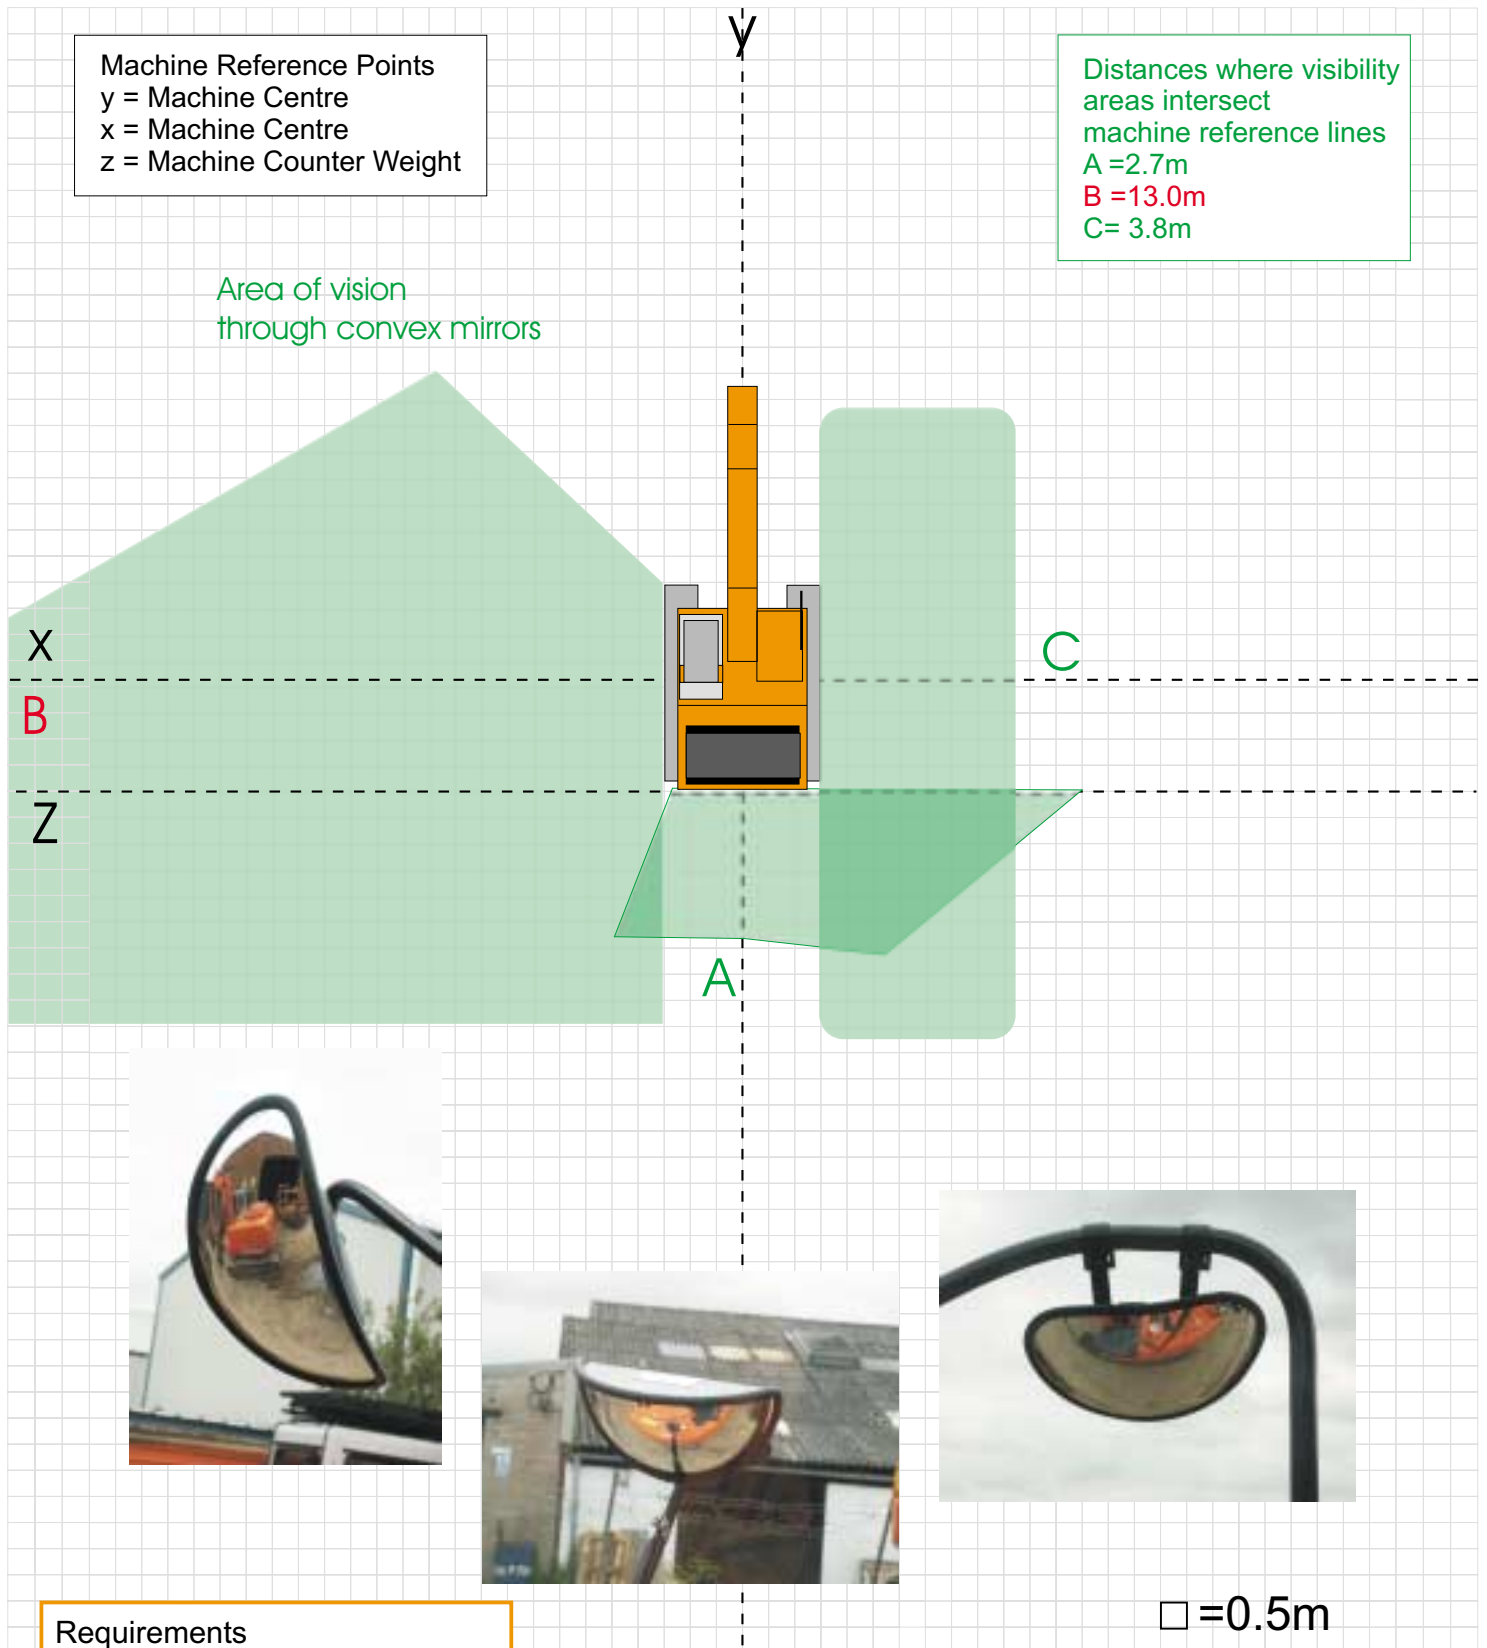 y
Machine Reference Points
y = Machine Centre
x = Machine Centre
z = Machine Counter Weight
Distances where visibility
areas intersect
machine reference lines
A =2.7m
B =13.0m
C= 3.8m
Area of vision
through convex mirrors
x
C
B
Z
A
=0.5m
Requirements